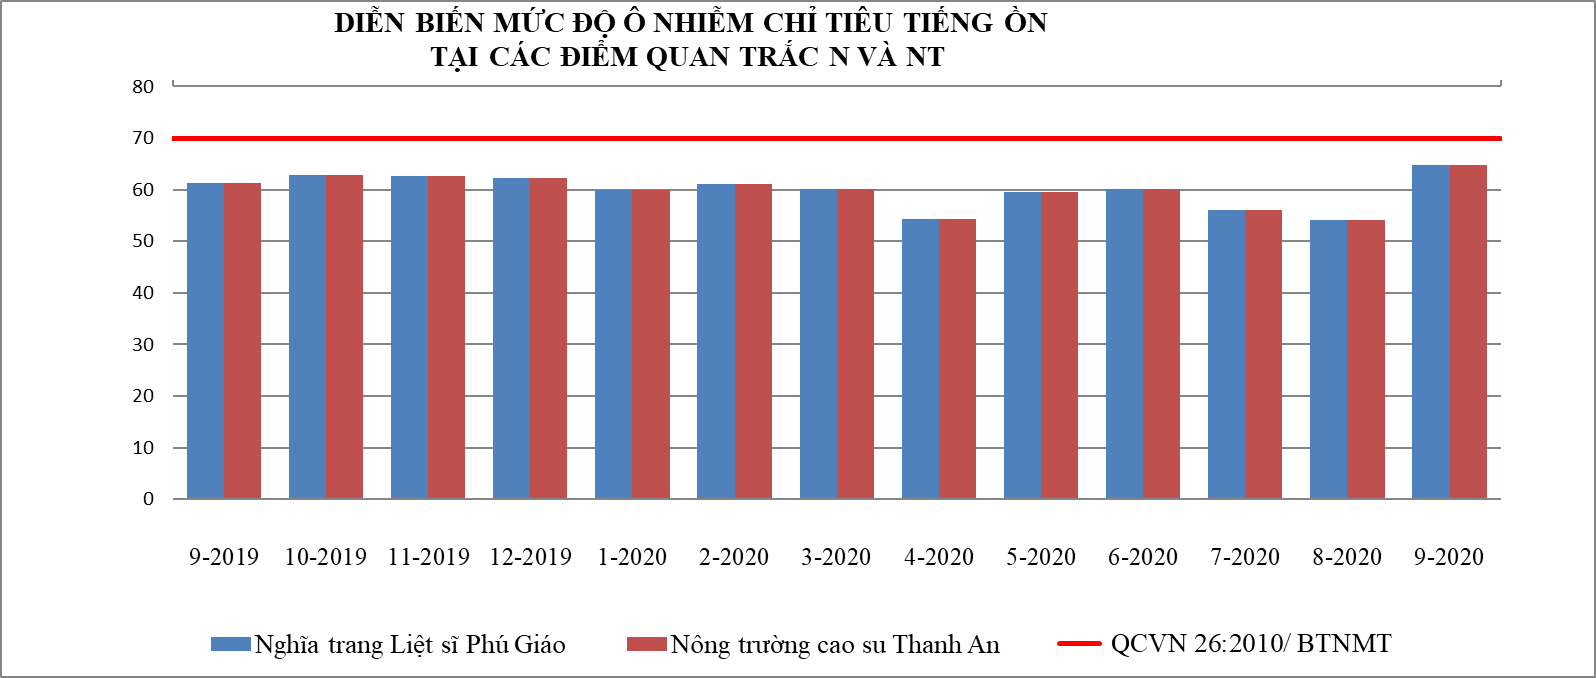 DIỄN BIẾN MỨC ĐỘ Ô NHIỄM CHỈ TIÊU TIẾNG ỒN
TẠI CÁC ĐIỂM QUAN TRẮC N VÀ NT
80
70
60
50
40
30
20
10
0
9-2019 10-2019 11-2019 12-2019 1-2020 2-2020 3-2020 4-2020 5-2020 6-2020 7-2020 8-2020 9-2020
Nghĩa trang Liệt sĩ Phú Giáo Nông trường cao su Thanh An QCVN 26:2010/ BTNMT